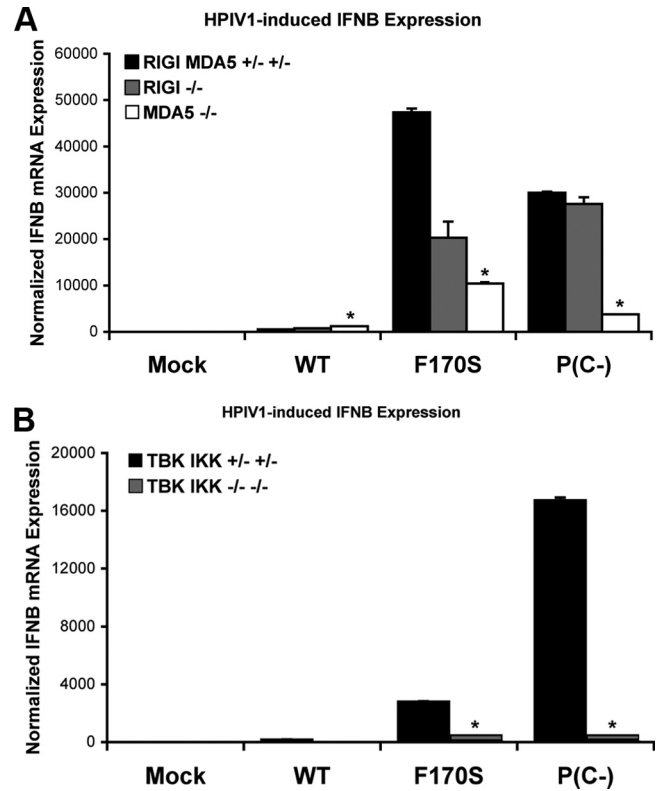 A
HPIV1-induced IFNB Expression
Normalized IFNB mRNA Expression
60000
50000
40000
30000
20000
10000
0
RIGI MDA5 +/- +/-
RIGI -/-
MDA5 -/-
*
*
*
Mock WT F170S P(C-)
B
HPIV1-induced IFNB Expression
Normalized IFNB mRNA Expression
20000
16000
12000
8000
4000
0
TBK IKK +/- +/-
TBK IKK -/- -/-
*
*
Mock WT F170S P(C-)